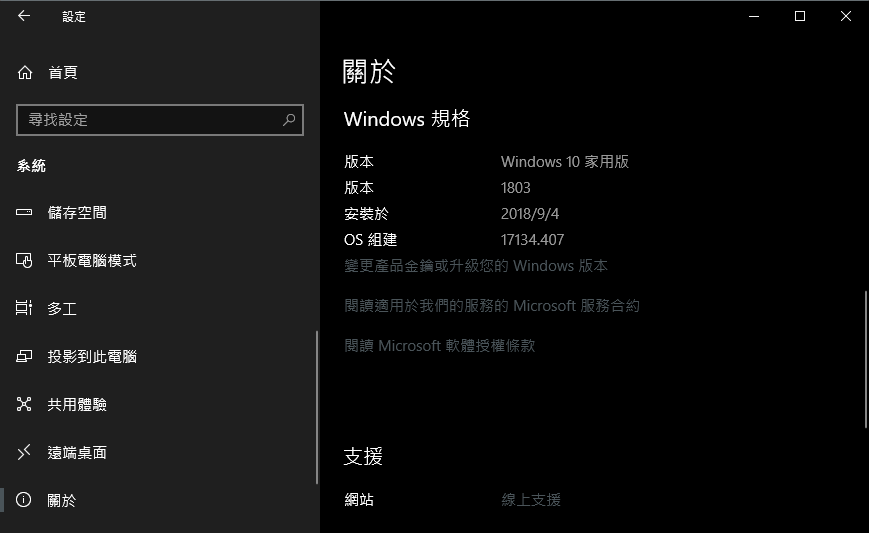 設定
首頁
尋找設定
系統
儲存空間
平板電腦模式
多工
投影到此電腦
共用體驗
遠端桌面
關於
關於
Windows 規格
版本 Windows 10 家用版
版本 1803
安裝於 2018/9/4
OS 組建 17134.407
變更產品金鑰或升級您的 Windows 版本
閱讀適用於我們的服務的 Microsoft 服務合約
閱讀 Microsoft 軟體授權條款
支援
網站 線上支援